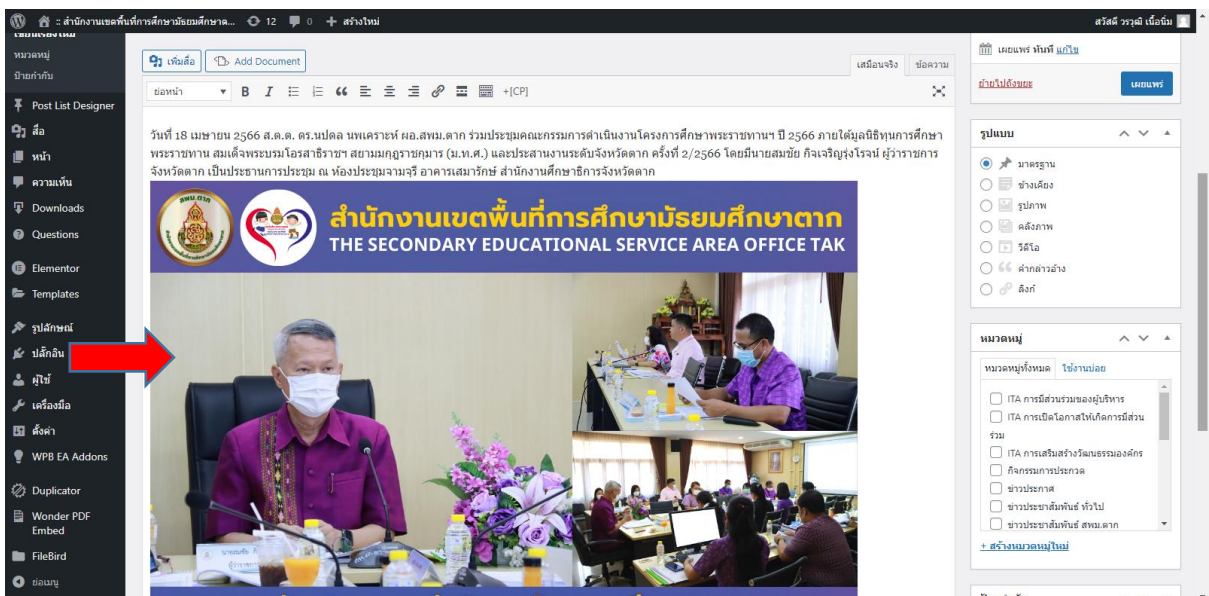 :: สำนักงานเขตพื้นที่การศึกษามัธยมศึกษาต... 12 0 + สร้างใหม่
สวัสดี วรวุฒิ เนื้อนิ่ม
เขียนเรื่องใหม่
หมวดหมู่
ป้ายกำกับ
Post List Designer
สื่อ
หน้า
ความเห็น
Downloads
Questions
Elementor
Templates
รูปลักษณ์
ปลั๊กอิน
ผู้ใช้
เครื่องมือ
ตั้งค่า
WPB EA Addons
Duplicator
Wonder PDF
Embed
FileBird
ย่อเมนู
เพิ่มสื่อ Add Document
เสมือนจริง ข้อความ
ย่อหน้า B I +[CP]
วันที่ 18 เมษายน 2566 ส.ต.ต. ดร.นปดล นพเคราะห์ ผอ.สพม.ตาก ร่วมประชุมคณะกรรมการดำเนินงานโครงการศึกษาพระราชทานฯ ปี 2566 ภายใต้มูลนิธิทุนการศึกษา
พระราชทาน สมเด็จพระบรมโอรสาธิราชฯ สยามมกุฎราชกุมาร (ม.ท.ศ.) และประสานงานระดับจังหวัดตาก ครั้งที่ 2/2566 โดยมีนายสมชัย กิจเจริญรุ่งโรจน์ ผู้ว่าราชการ
จังหวัดตาก เป็นประธานการประชุม ณ ห้องประชุมจามจุรี อาคารเสมารักษ์ สำนักงานศึกษาธิการจังหวัดตาก
สพม.ตาก
สำนักงานเขตพื้นที่การศึกษามัธยมศึกษาตาก
THE SECONDARY EDUCATIONAL SERVICE AREA OFFICE TAK
เผยแพร่ ทันที แก้ไข
ย้ายไปถังขยะ
เผยแพร่
รูปแบบ
มาตรฐาน
ข้างเคียง
รูปภาพ
คลังภาพ
วีดีโอ
คำกล่าวอ้าง
ลิงก์
หมวดหมู่
หมวดหมู่ทั้งหมด ใช้งานบ่อย
ITA การมีส่วนร่วมของผู้บริหาร
ITA การเปิดโอกาสให้เกิดการมีส่วน
ร่วม
ITA การเสริมสร้างวัฒนธรรมองค์กร
กิจกรรมการประกวด
ข่าวประกาศ
ข่าวประชาสัมพันธ์ ทั่วไป
ข่าวประชาสัมพันธ์ สพม.ตาก
+ สร้างหมวดหมู่ใหม่